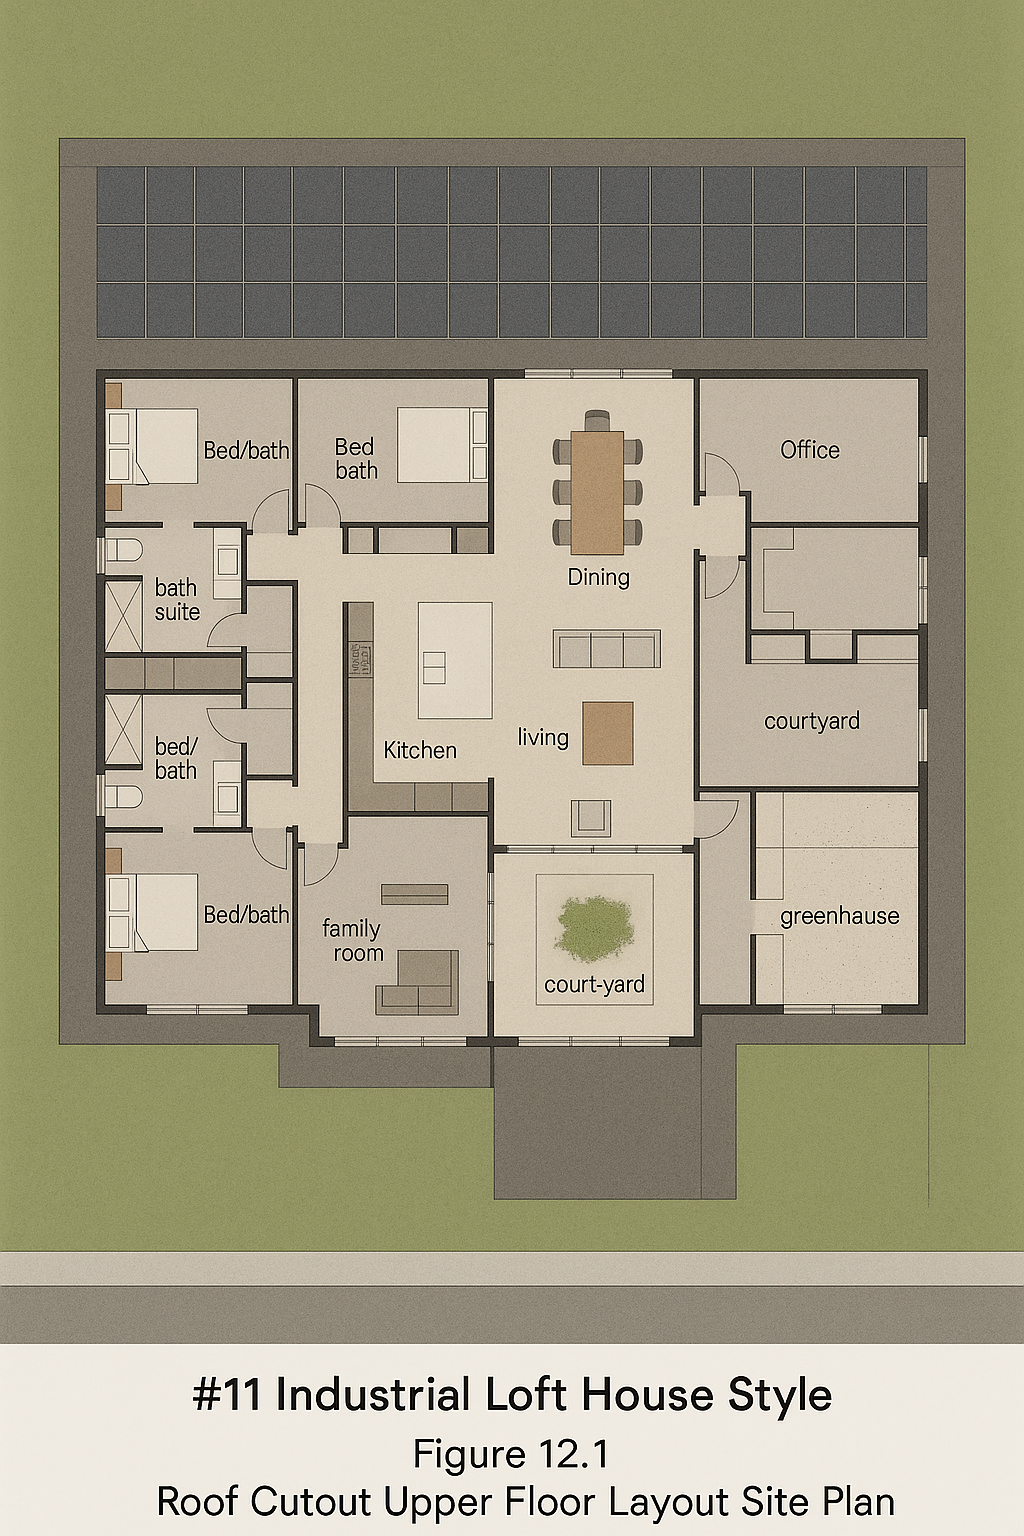 Bed/bath
Bed
bath
Office
bath
suite
Dining
courtyard
living
Kitchen
bed/
bath
Bed/bath
family
room
greenhause
court-yard
#11 Industrial Loft House Style
Figure 12.1
Roof Cutout Upper Floor Layout Site Plan